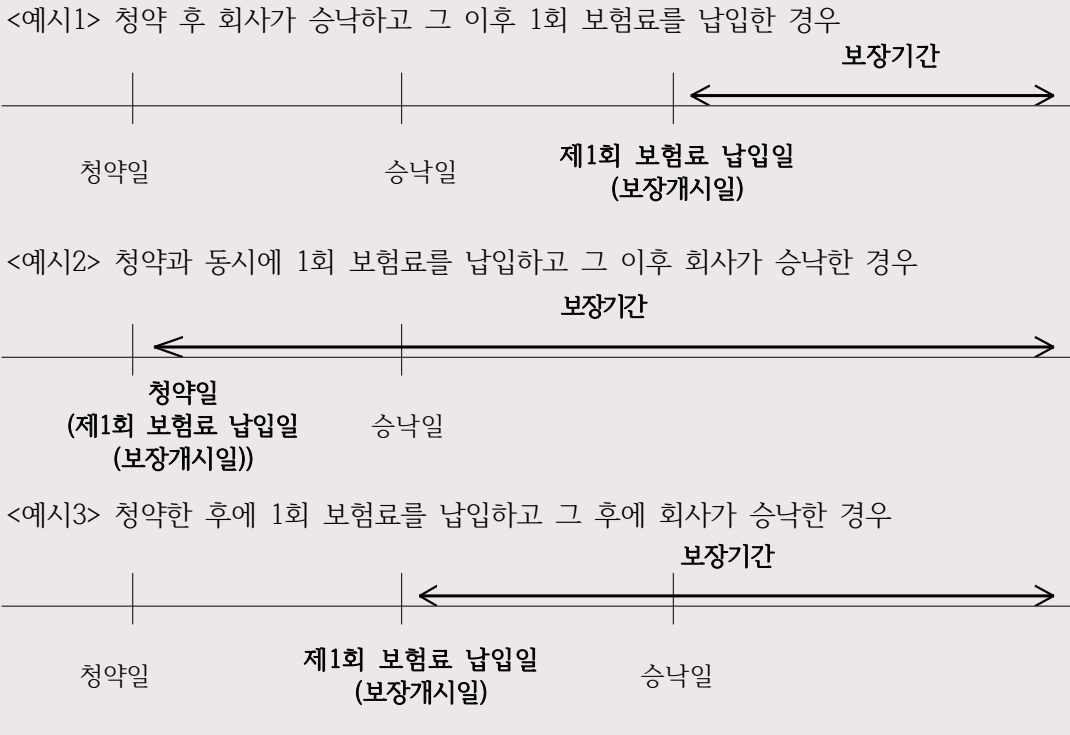 <예시1> 청약 후 회사가 승낙하고 그 이후 1회 보험료를 납입한 경우
보장기간
청약일
승낙일
제1회 보험료 납입일
(보장개시일)
<예시2> 청약과 동시에 1회 보험료를 납입하고 그 이후 회사가 승낙한 경우
보장기간
청약일
(제1회 보험료 납입일
(보장개시일))
승낙일
<예시3> 청약한 후에 1회 보험료를 납입하고 그 후에 회사가 승낙한 경우
보장기간
청약일
제1회 보험료 납입일
(보장개시일)
승낙일